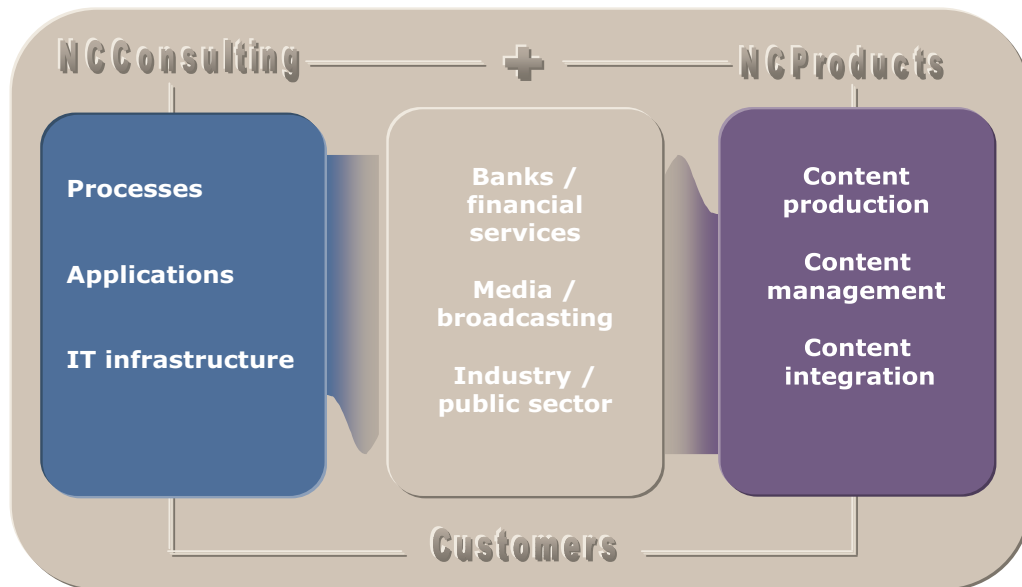 NCConsulting + NCProducts
Processes
Applications
IT infrastructure
Banks /
financial
services
Media /
broadcasting
Industry /
public sector
Content
production
Content
management
Content
integration
Customers